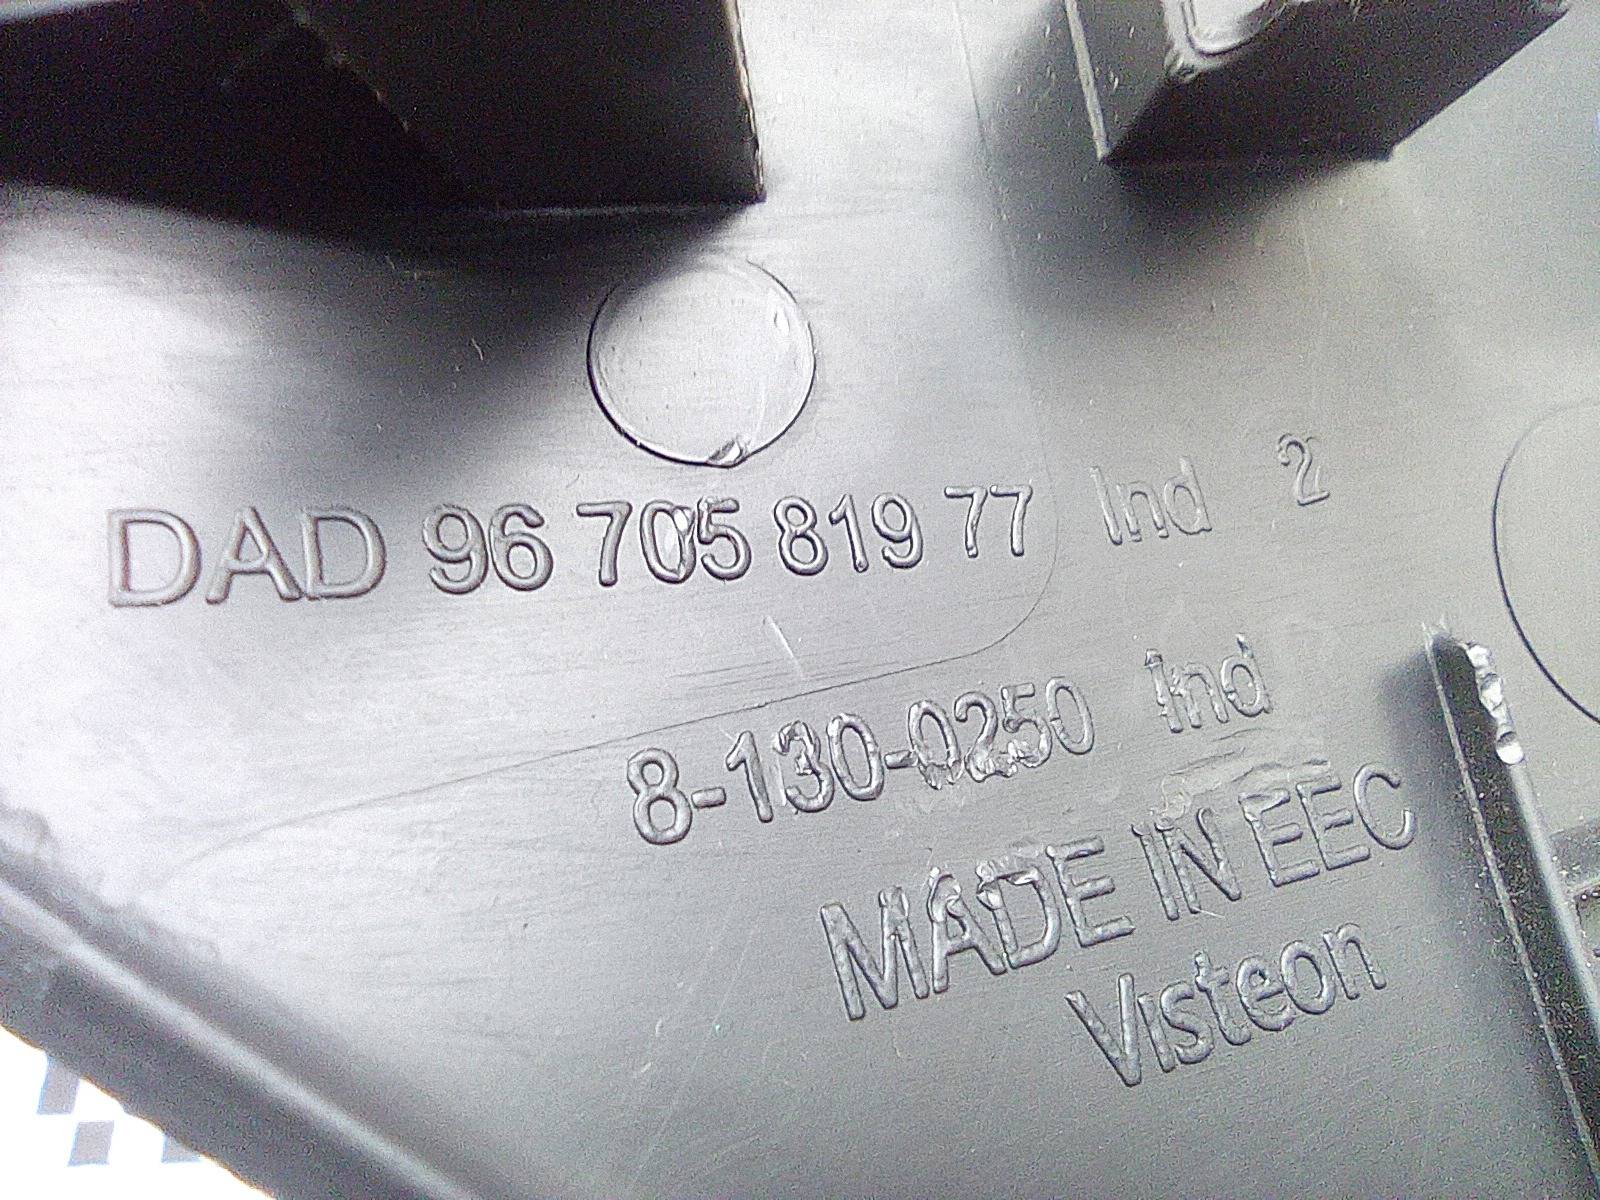 DAD 96 705 819 77 Ind 2
8-130-0250 Ind
MADE IN EEC
Visteon